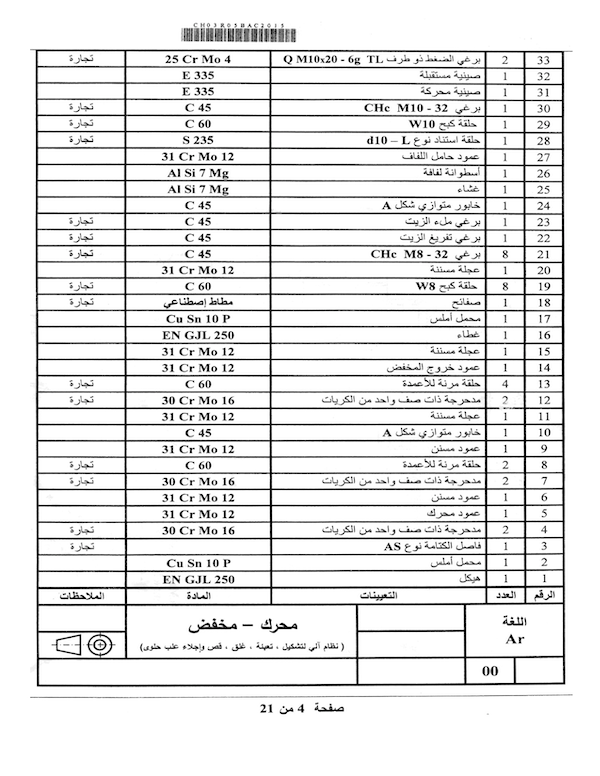 CH03R05BAC2015
33 2 برغي الضغط ذو طرف Q M10x20 - 6g TL 25 Cr Mo 4 تجارة
32 1 صينية مستقبلة E 335
31 1 صينية محركة E 335
30 1 برغي CHc M10 - 32 C 45 تجارة
29 1 حلقة كبح W10 C 60 تجارة
28 1 حلقة استناد نوع d10 – L S 235 تجارة
27 1 عمود حامل اللفاف 31 Cr Mo 12
26 1 أسطوانة لفافة Al Si 7 Mg
25 1 غشاء Al Si 7 Mg
24 1 خابور متوازي شكل A C 45
23 1 برغي ملء الزيت C 45 تجارة
22 1 برغي تفريغ الزيت C 45 تجارة
21 8 برغي CHc M8 - 32 C 45 تجارة
20 1 عجلة مسننة 31 Cr Mo 12
19 8 حلقة كبح W8 C 60 تجارة
18 1 صفائح مطاط إصطناعي تجارة
17 1 محمل أملس Cu Sn 10 P
16 1 غطاء EN GJL 250
15 1 عجلة مسننة 31 Cr Mo 12
14 1 عمود خروج المخفض 31 Cr Mo 12
13 4 حلقة مرنة للأعمدة C 60 تجارة
12 2 مدحرجة ذات صف واحد من الكريات 30 Cr Mo 16 تجارة
11 1 عجلة مسننة 31 Cr Mo 12
10 1 خابور متوازي شكل A C 45
9 1 عمود مسنن 31 Cr Mo 12
8 2 حلقة مرنة للأعمدة C 60 تجارة
7 2 مدحرجة ذات صف واحد من الكريات 30 Cr Mo 16 تجارة
6 1 عمود مسنن 31 Cr Mo 12
5 1 عمود محرك 31 Cr Mo 12
4 2 مدحرجة ذات صف واحد من الكريات 30 Cr Mo 16 تجارة
3 1 فاصل الكتامة نوع AS تجارة
2 1 محمل أملس Cu Sn 10 P
1 1 هيكل EN GJL 250
الرقم العدد التعيينات المادة الملاحظات
اللغة
Ar
محرك – مخفض
( نظام آلي لتشكيل ، تعبئة ، غلق ، قص وإجلاء علب حلوى )
00
صفحة 4 من 21